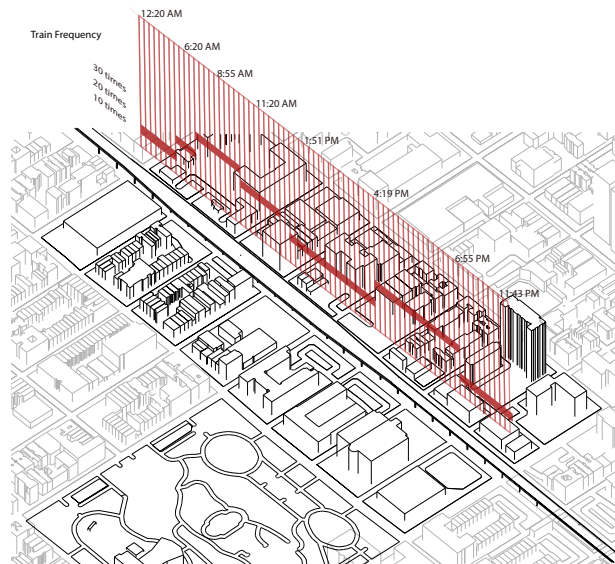 12:20 AM
Train Frequency
6:20 AM
30 times
8:55 AM
20 times
10 times
11:20 AM
1:51 PM
4:19 PM
6:55 PM
11:43 PM